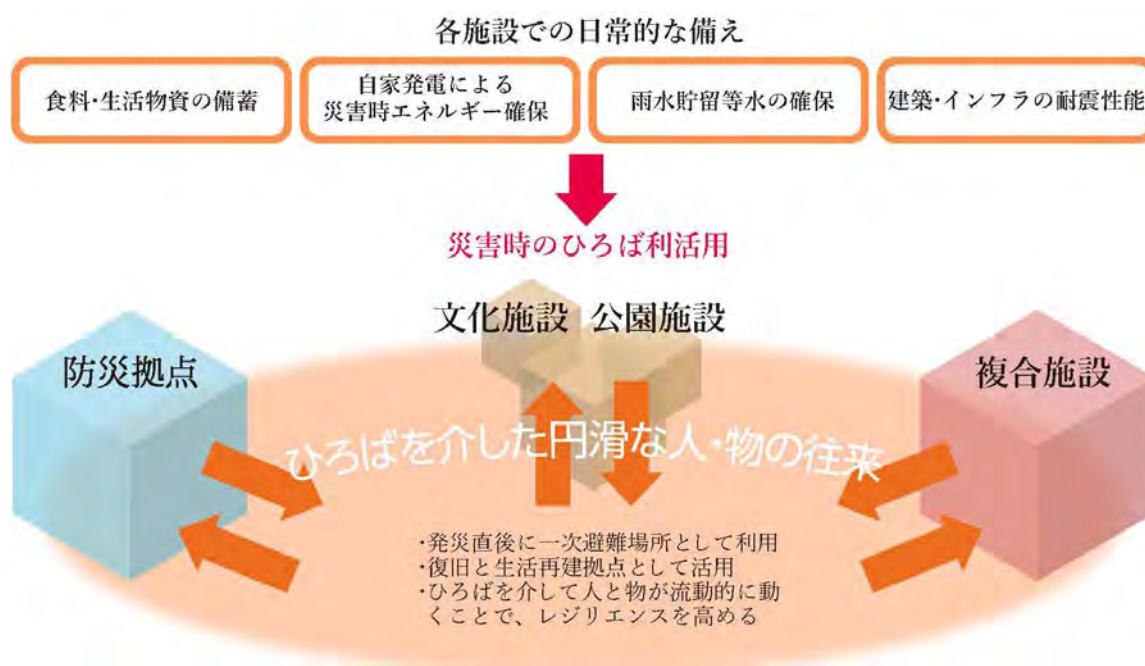 各施設での日常的な備え
食料・生活物資の備蓄
自家発電による
災害時エネルギー確保
雨水貯留等水の確保
建築・インフラの耐震性能
災害時のひろば利活用
文化施設 公園施設
防災拠点
複合施設
ひろばを介した円滑な人・物の往来
・発災直後に一次避難場所として利用
・復旧と生活再建拠点として活用
・ひろばを介して人と物が流動的に動
くことで、レジリエンスを高める